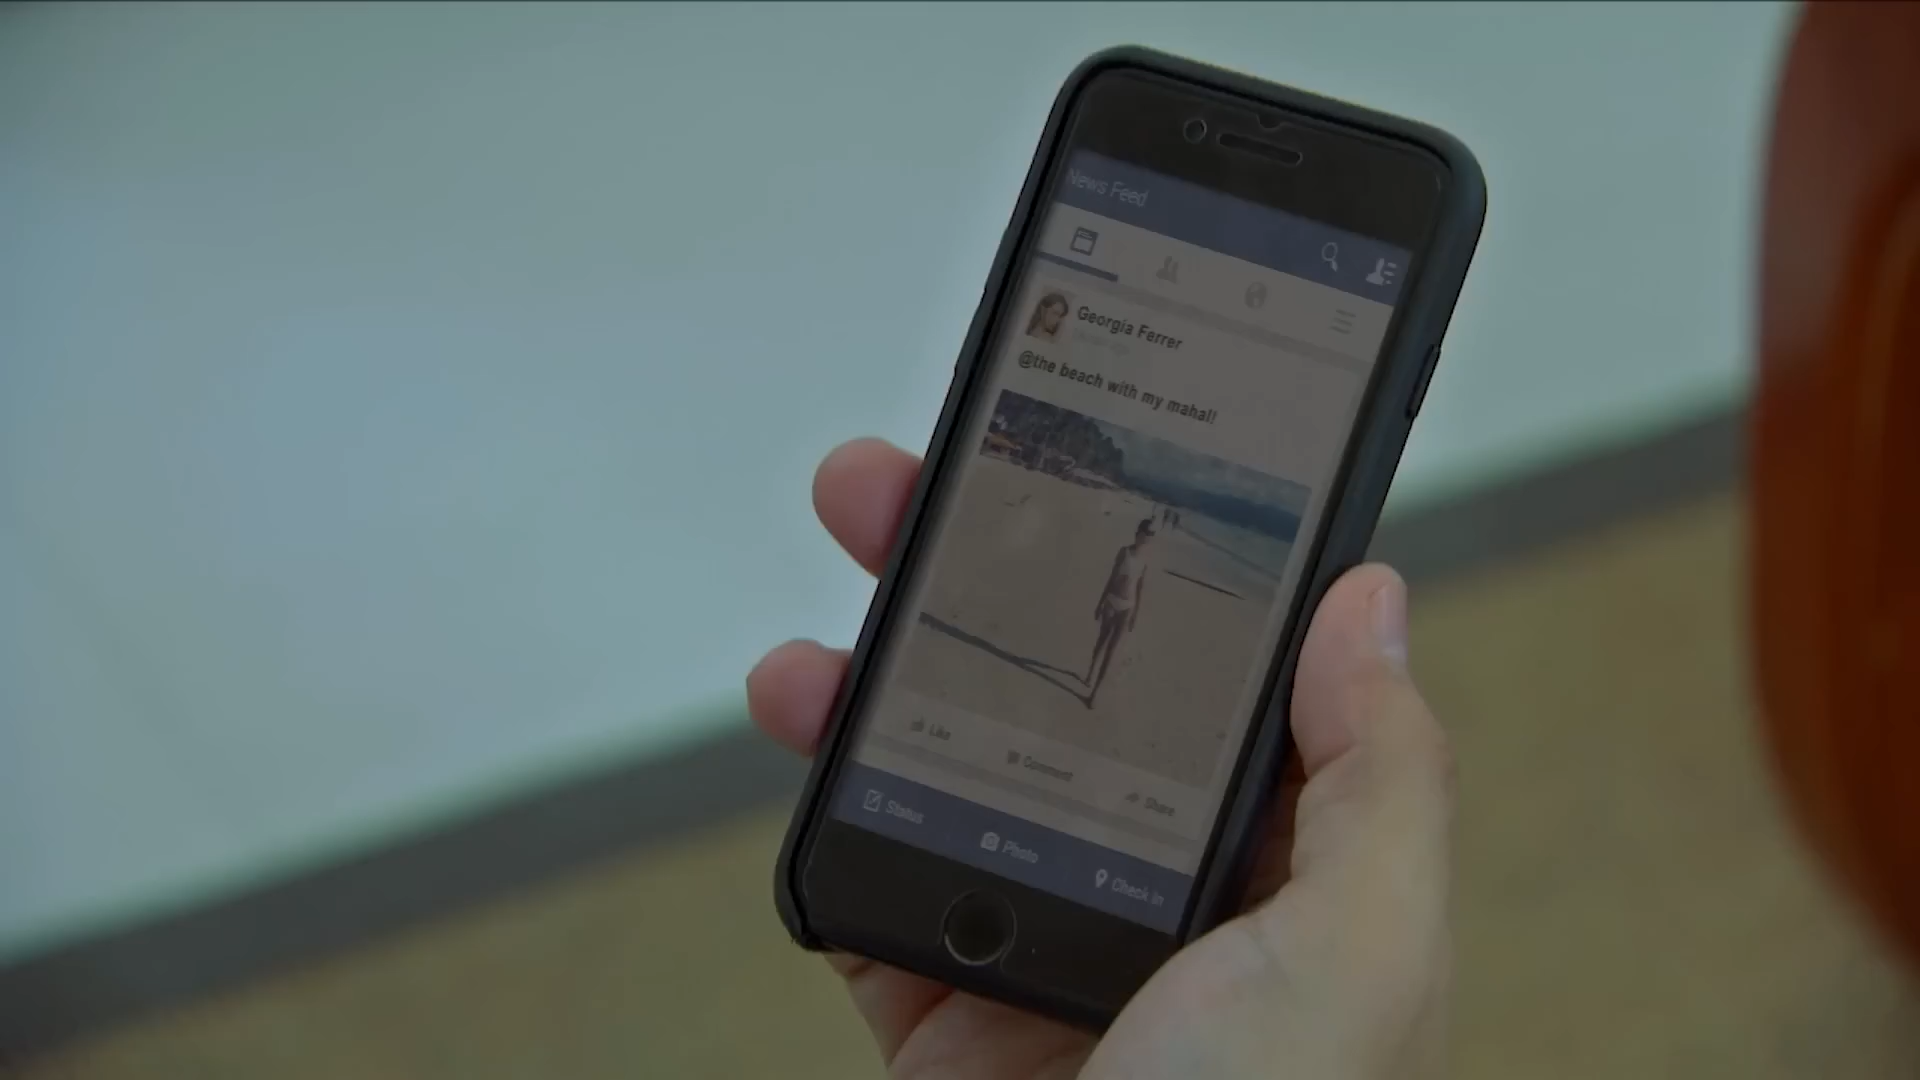 News Feed
Georgia Ferrer
@the beach with my mahal!
Like
Comment
Share
Status
Photo
Check in